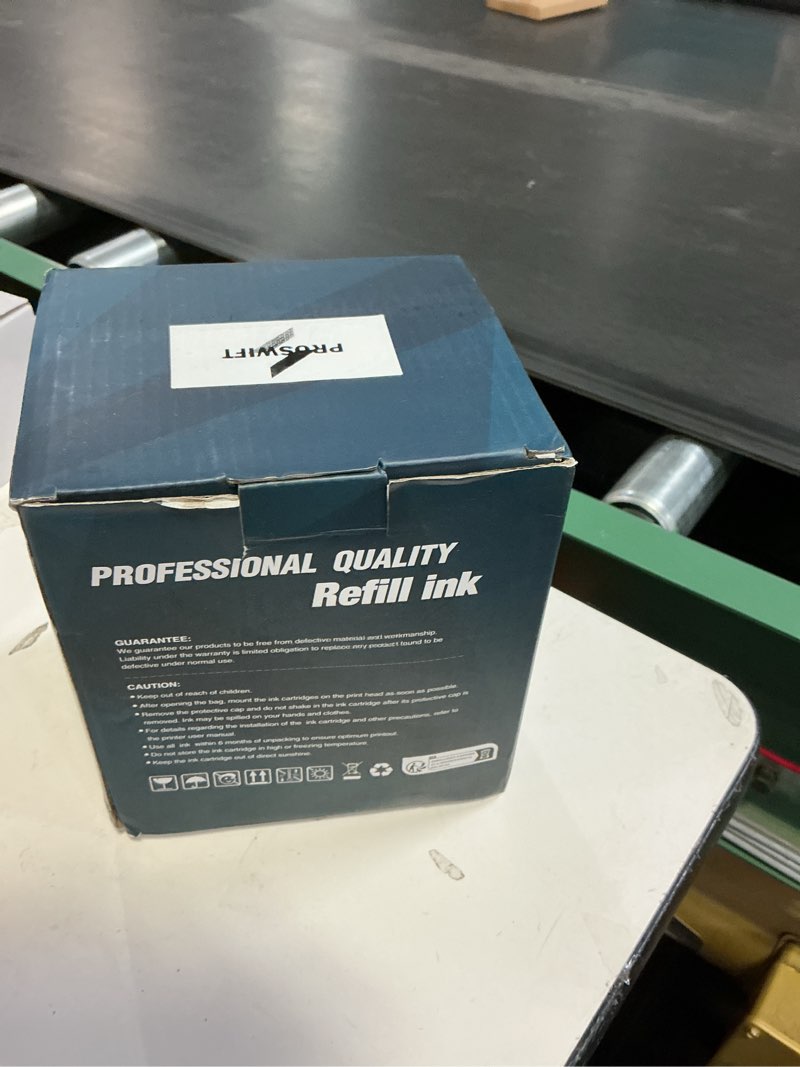 PROSWIFT
PROFESSIONAL QUALITY
Refill ink
GUARANTEE:
We guarantee our products to be free from defective material and workmanship.
Liability under the warranty is limited obligation to replace any product found to be
defective under normal use.
CAUTION:
• Keep out of reach of children.
• After opening the bag, mount the ink cartridges on the print head as soon as possible.
• Remove the protective cap and do not shake in the ink cartridge after its protective cap is
removed. Ink may be spilled on your hands and clothes.
• For details regarding the installation of the ink cartridge and other precautions, refer to
the printer user manual.
• Use all ink within 6 months of unpacking to ensure optimum printout.
• Do not store the ink cartridge in high or freezing temperature.
• Keep the ink cartridge out of direct sunshine.